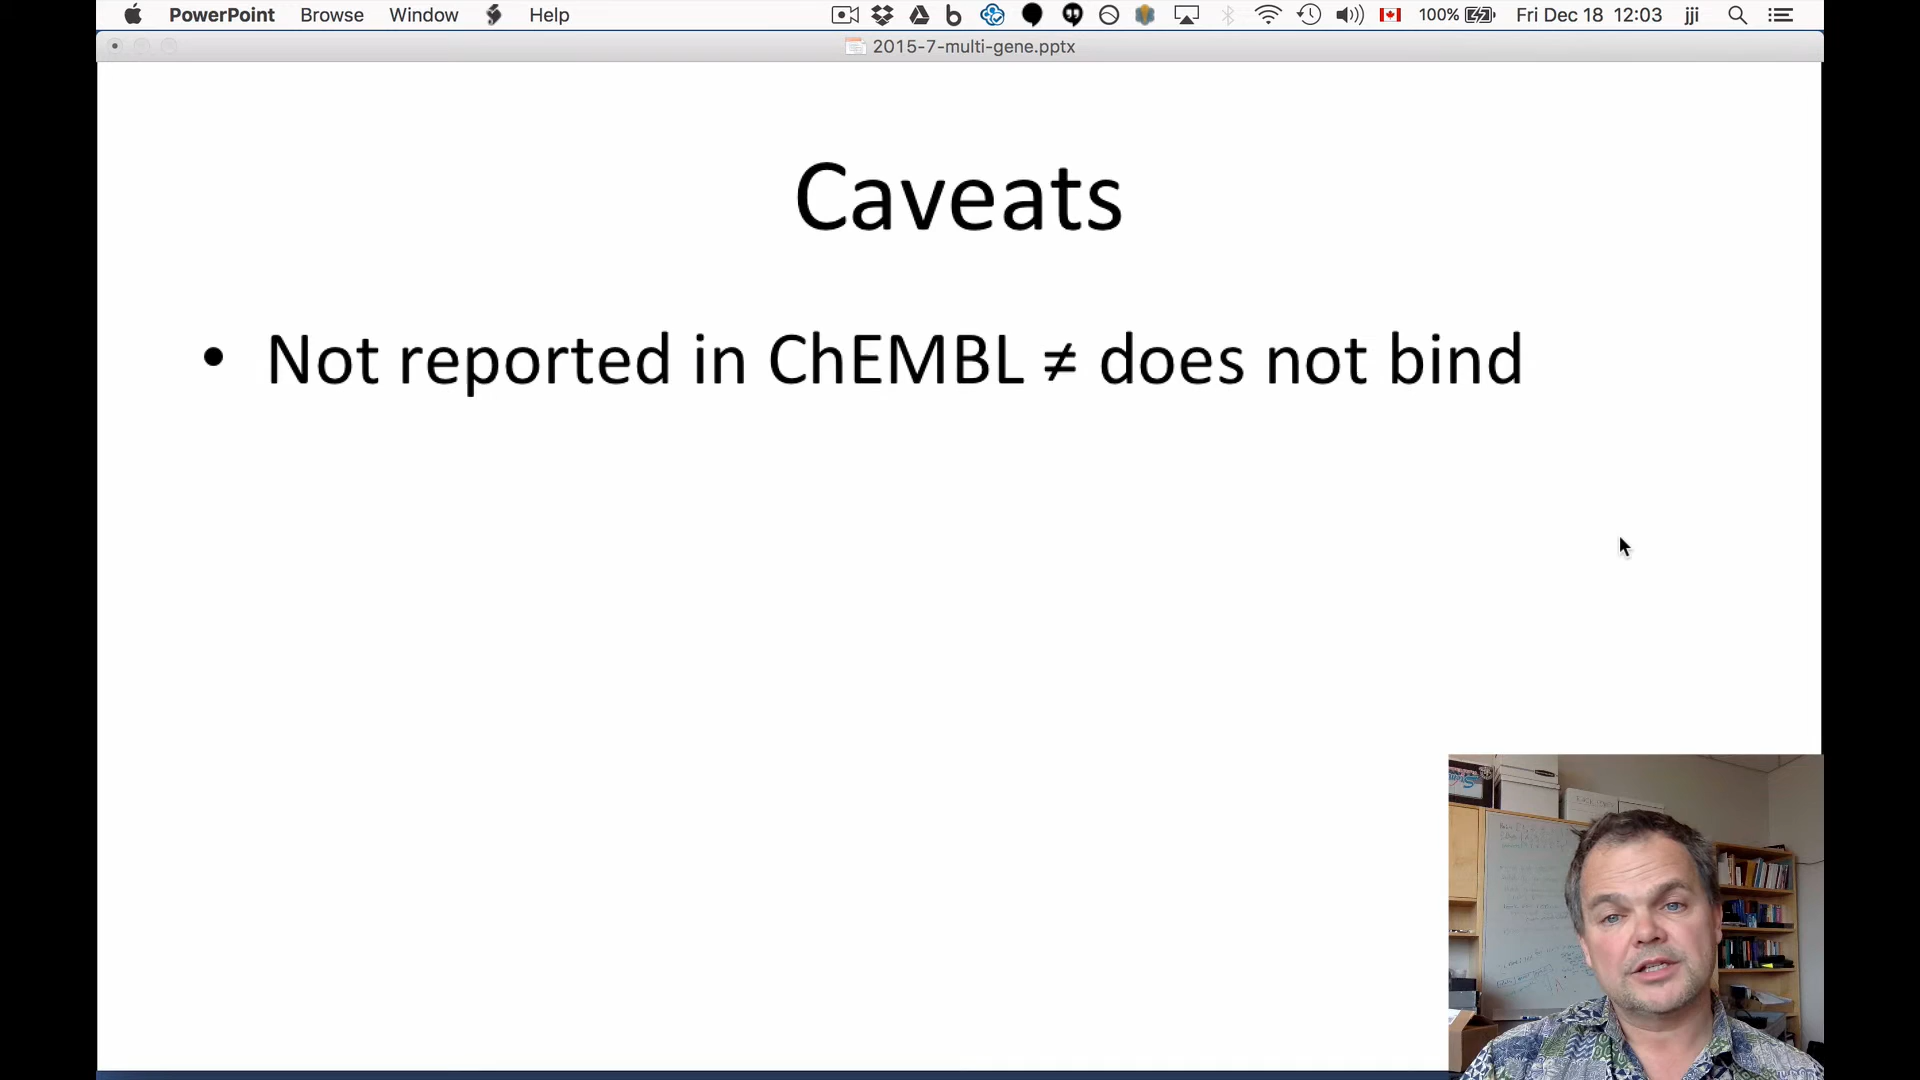 PowerPoint Browse Window Help 100% Fri Dec 18 12:03 jji
2015-7-multi-gene.pptx
Caveats
• Not reported in ChEMBL ≠ does not bind